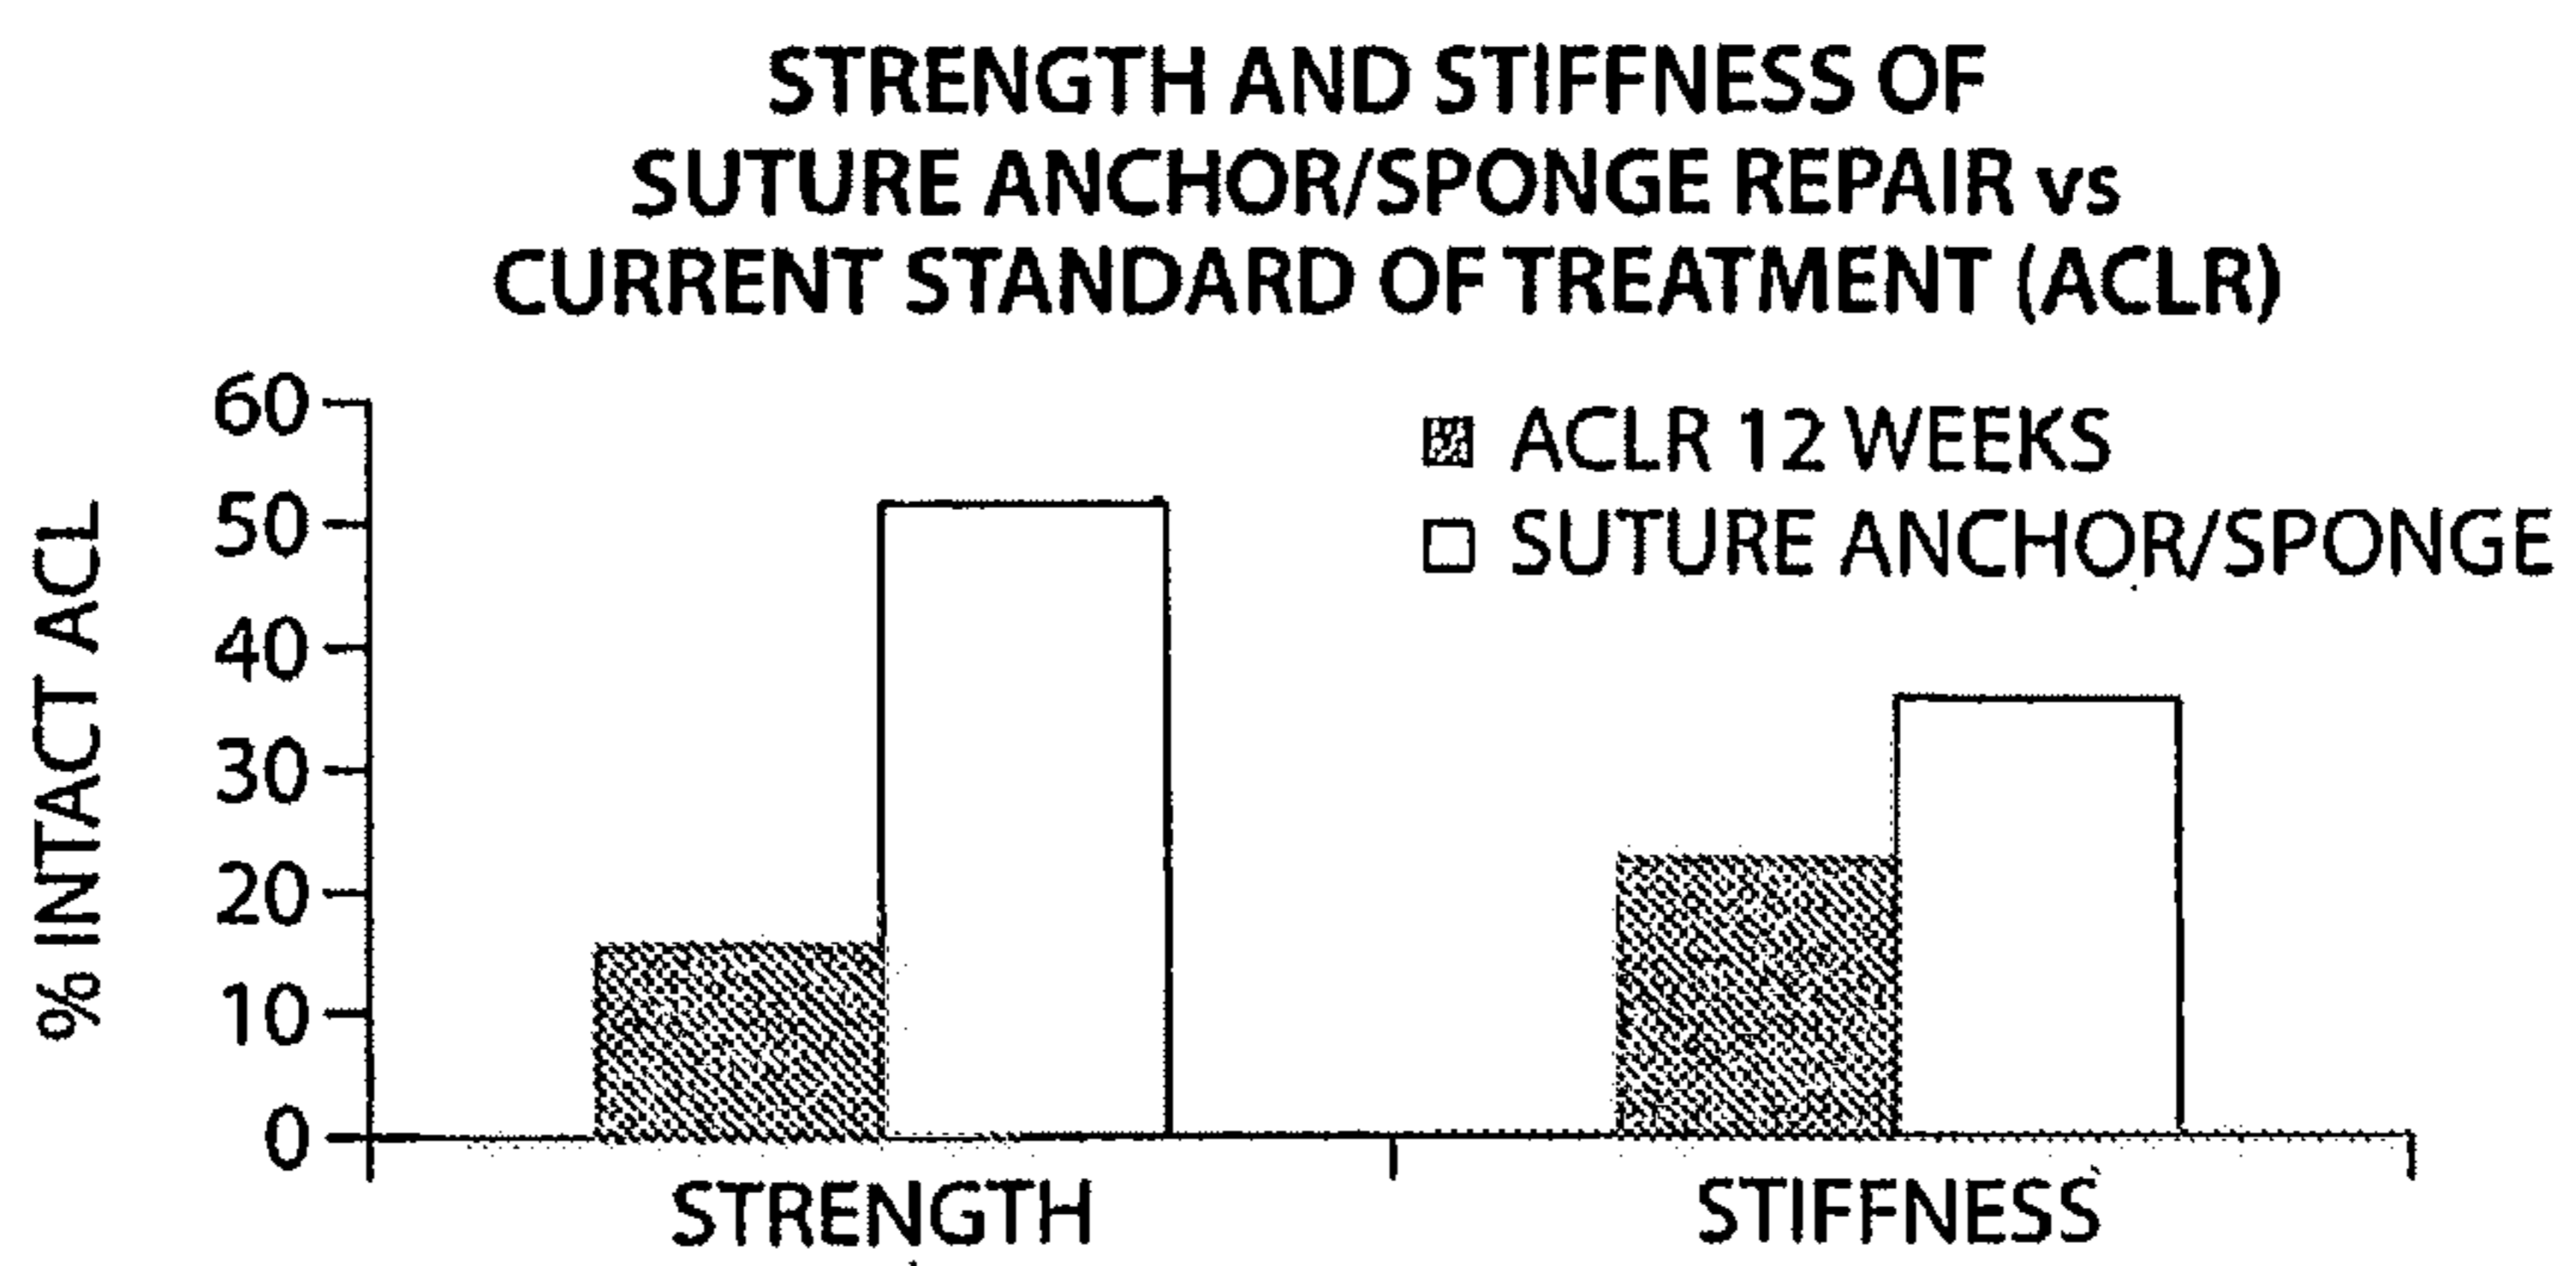 STRENGTH AND STIFFNESS OF
SUTURE ANCHOR/SPONGE REPAIR vs
CURRENT STANDARD OF TREATMENT (ACLR)
60
50
40
30
20
10
0
% INTACT ACL
ACLR 12 WEEKS
SUTURE ANCHOR/SPONGE
STRENGTH
STIFFNESS